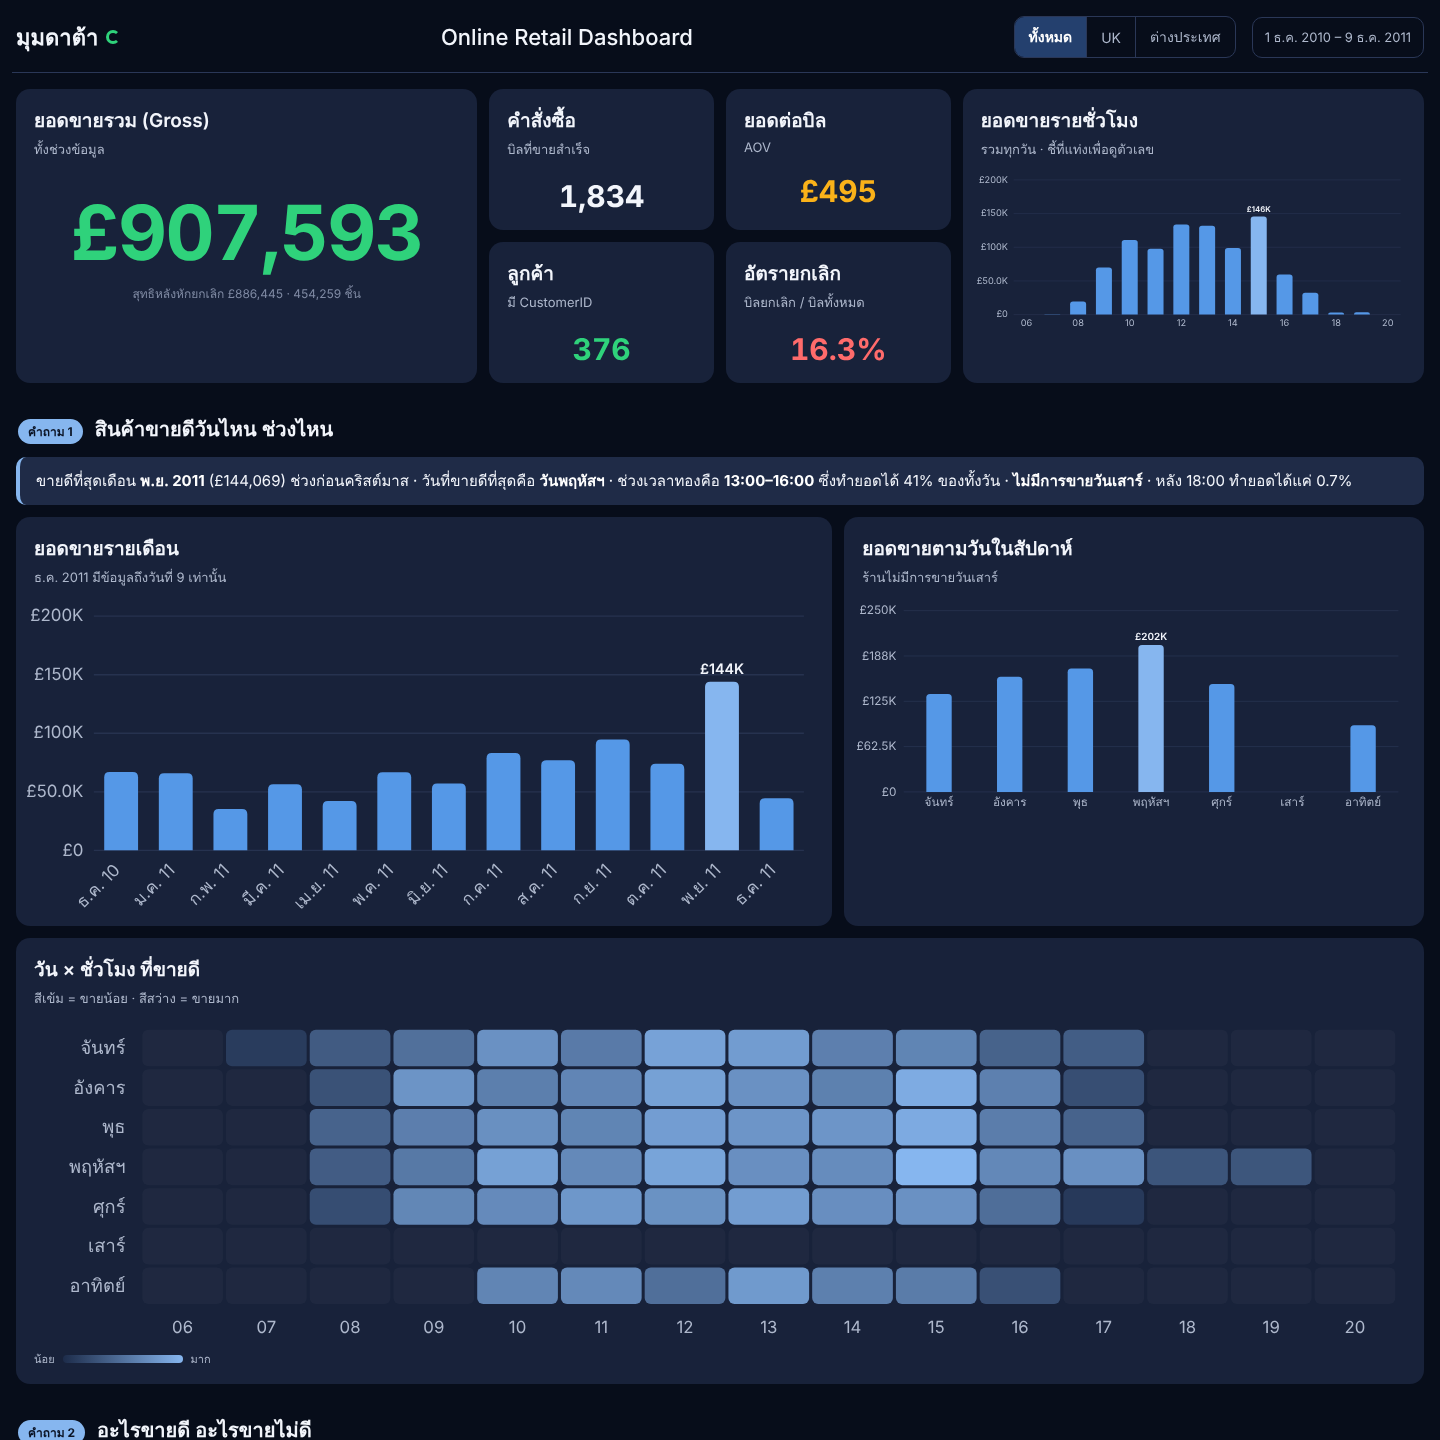 มุมดาต้า
Online Retail Dashboard
ทั้งหมด UK ต่างประเทศ
1 ธ.ค. 2010 – 9 ธ.ค. 2011
ยอดขายรวม (Gross)
ทั้งช่วงข้อมูล
£907,593
สุทธิหลังหักยกเลิก £886,445 · 454,259 ชิ้น
คำสั่งซื้อ
บิลที่ขายสำเร็จ
1,834
ยอดต่อบิล
AOV
£495
ลูกค้า
มี CustomerID
376
อัตรายกเลิก
บิลยกเลิก / บิลทั้งหมด
16.3%
ยอดขายรายชั่วโมง
รวมทุกวัน · ชี้ที่แท่งเพื่อดูตัวเลข
£200K
£150K
£100K
£50.0K
£0
£146K
06 08 10 12 14 16 18 20
คำถาม 1 สินค้าขายดีวันไหน ช่วงไหน
ขายดีที่สุดเดือน พ.ย. 2011 (£144,069) ช่วงก่อนคริสต์มาส · วันที่ขายดีที่สุดคือ วันพฤหัสฯ · ช่วงเวลาทองคือ 13:00–16:00 ซึ่งทำยอดได้ 41% ของทั้งวัน · ไม่มีการขายวันเสาร์ · หลัง 18:00 ทำยอดได้แค่ 0.7%
ยอดขายรายเดือน
ธ.ค. 2011 มีข้อมูลถึงวันที่ 9 เท่านั้น
£200K
£150K
£100K
£50.0K
£0
£144K
ธ.ค. 10 ม.ค. 11 ก.พ. 11 มี.ค. 11 เม.ย. 11 พ.ค. 11 มิ.ย. 11 ก.ค. 11 ส.ค. 11 ก.ย. 11 ต.ค. 11 พ.ย. 11 ธ.ค. 11
ยอดขายตามวันในสัปดาห์
ร้านไม่มีการขายวันเสาร์
£250K
£188K
£125K
£62.5K
£0
£202K
จันทร์ อังคาร พุธ พฤหัสฯ ศุกร์ เสาร์ อาทิตย์
วัน × ชั่วโมง ที่ขายดี
สีเข้ม = ขายน้อย · สีสว่าง = ขายมาก
จันทร์
อังคาร
พุธ
พฤหัสฯ
ศุกร์
เสาร์
อาทิตย์
06 07 08 09 10 11 12 13 14 15 16 17 18 19 20
น้อย มาก
คำถาม 2 อะไรขายดี อะไรขายไม่ดี